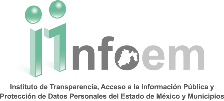 infoem
Instituto de Transparencia, Acceso a la Información Pública y
Protección de Datos Personales del Estado de México y Municipios